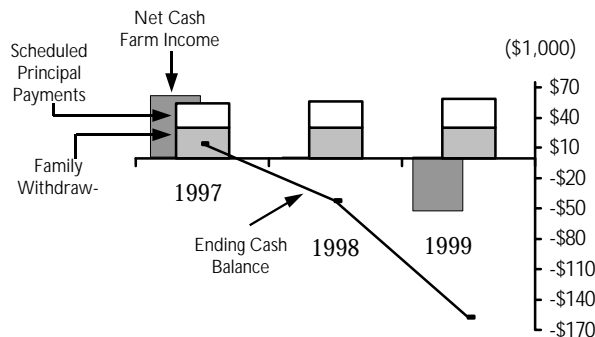 Net Cash
Farm Income
Scheduled
Principal
Payments
Family
Withdraw-
($1,000)
$70
$40
$10
-$20
-$50
-$80
-$110
-$140
-$170
1997
1998
1999
Ending Cash
Balance